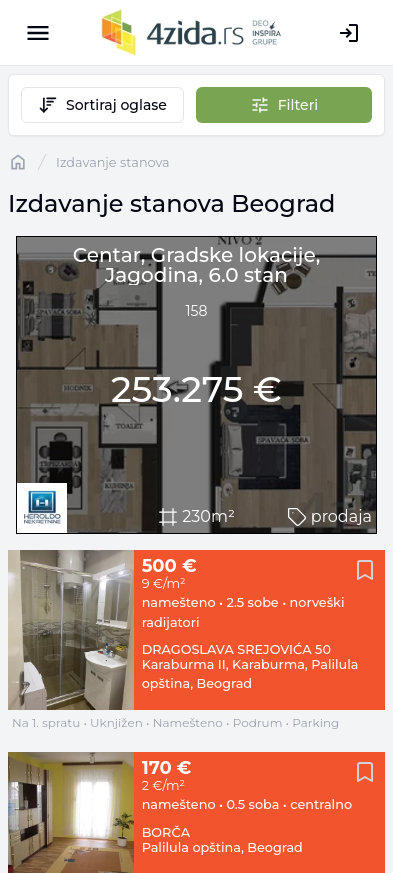 4zida.rs DEO INSPIRA GRUPE
Sortiraj oglase
Filteri
/ Izdavanje stanova
Izdavanje stanova Beograd
NIVO 2
Centar, Gradske lokacije,
Jagodina, 6.0 stan
158
SPAVAĆA SOBA
HODNIK
253.275 €
TOALET
SPAVAĆA SOBA
TRPEZARIJA
KUHINJA
HEROLDO
NEKRETNINE
230m²
prodaja
500 €
9 €/m²
namešteno • 2.5 sobe • norveški
radijatori
DRAGOSLAVA SREJOVIĆA 50
Karaburma II, Karaburma, Palilula
opština, Beograd
Na 1. spratu • Uknjižen • Namešteno • Podrum • Parking
170 €
2 €/m²
namešteno • 0.5 soba • centralno
BORČA
Palilula opština, Beograd